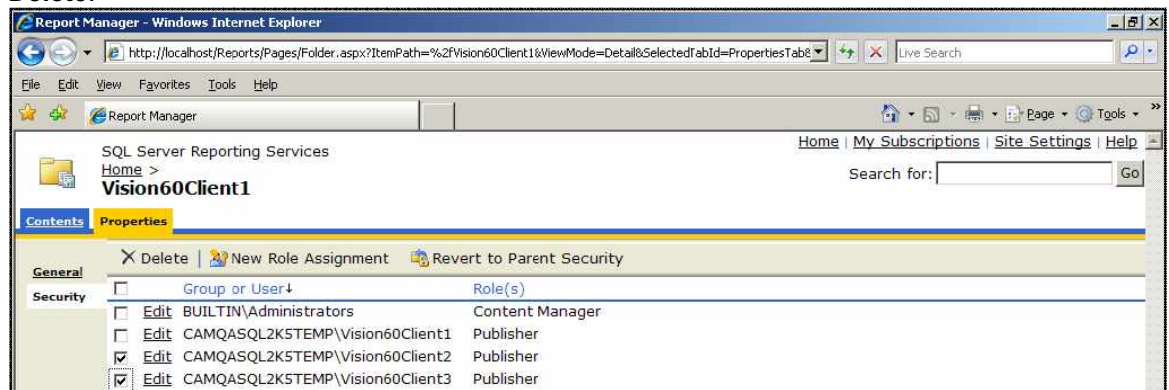 Report Manager - Windows Internet Explorer
http://localhost/Reports/Pages/Folder.aspx?ItemPath=%2fVision60Client1&ViewMode=Detail&SelectedTabId=PropertiesTab& Live Search
File Edit View Favorites Tools Help
Report Manager Page Tools »
Home | My Subscriptions | Site Settings | Help
SQL Server Reporting Services
Home >
Search for: Go
Vision60Client1
Contents Properties
Delete | New Role Assignment Revert to Parent Security
General
Security
Group or User↓ Role(s)
Edit BUILTIN\Administrators Content Manager
Edit CAMQASQL2K5TEMP\Vision60Client1 Publisher
Edit CAMQASQL2K5TEMP\Vision60Client2 Publisher
Edit CAMQASQL2K5TEMP\Vision60Client3 Publisher